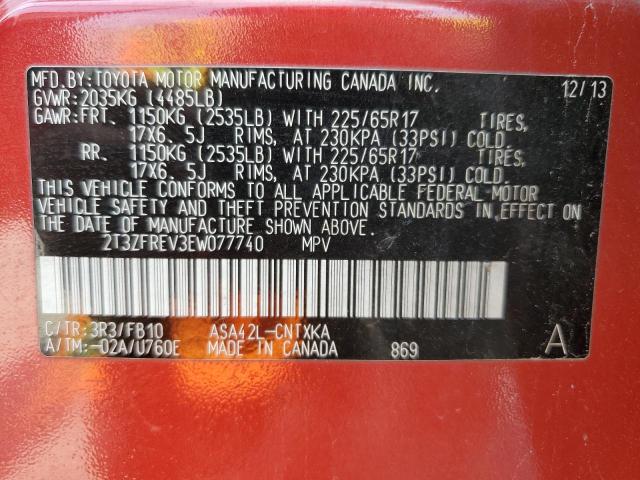 MFD.BY:TOYOTA MOTOR MANUFACTURING CANADA INC. 12/13
GVWR:2035KG (4485LB)
GAWR:FRT. 1150KG (2535LB) WITH 225/65R17 TIRES,
17X6.5J RIMS, AT 230KPA (33PSI) COLD.
RR. 1150KG (2535LB) WITH 225/65R17 TIRES,
17X6.5J RIMS, AT 230KPA (33PSI) COLD.
THIS VEHICLE CONFORMS TO ALL APPLICABLE FEDERAL MOTOR
VEHICLE SAFETY AND THEFT PREVENTION STANDARDS IN EFFECT ON
THE DATE OF MANUFACTURE SHOWN ABOVE.
2T3ZFREV3EW077740 MPV
C/TR:3R3/FB10 ASA42L-CNTXKA
A/TM:-02A/U760E MADE IN CANADA 869 A